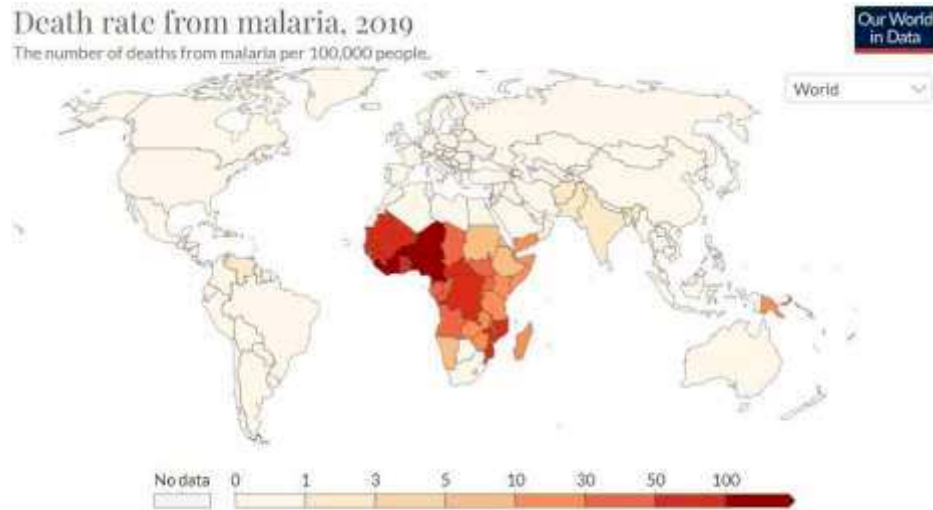 Death rate from malaria, 2019
The number of deaths from malaria per 100,000 people.
Our World
in Data
World
No data 0 1 3 5 10 30 50 100